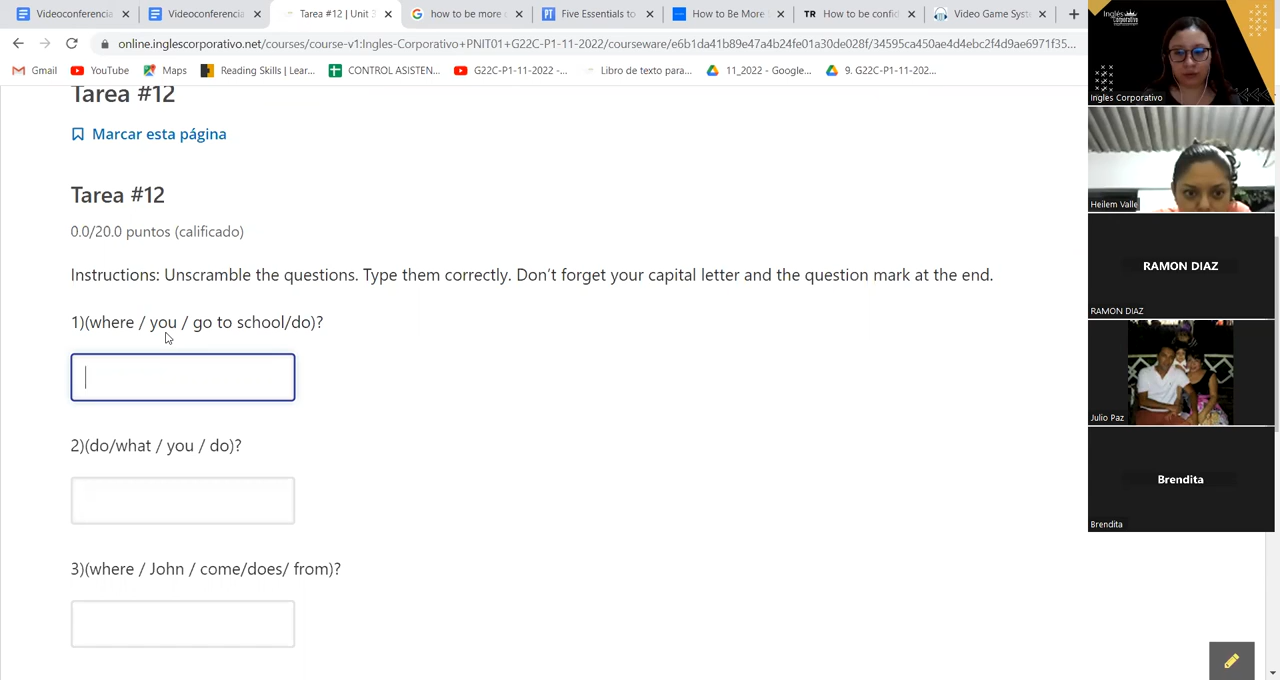 Videoconferencia
Videoconferencia
Tarea #12 | Unit 3
how to be more
Five Essentials to
How to Be More
TR How to be confid
Video Game Syst
online.inglescorporativo.net/courses/course-v1:Ingles-Corporativo+PNIT01+G22C-P1-11-2022/courseware/e6b1da41b89e47a4b24fe01a30de028f/34595ca450ae4d4ebc2f4d9ae6971f35...
Gmail
YouTube
Maps
Reading Skills | Lear...
CONTROL ASISTEN...
G22C-P1-11-2022 -...
Libro de texto para...
11_2022 - Google...
9. G22C-P1-11-202...
Tarea #12
Marcar esta página
Tarea #12
0.0/20.0 puntos (calificado)
Instructions: Unscramble the questions. Type them correctly. Don't forget your capital letter and the question mark at the end.
1)(where / you / go to school/do)?
2)(do/what / you / do)?
3)(where / John / come/does/ from)?
Inglés
Corporativo
Ingles Corporativo
Heilem Valle
RAMON DIAZ
RAMON DIAZ
Julio Paz
Brendita
Brendita